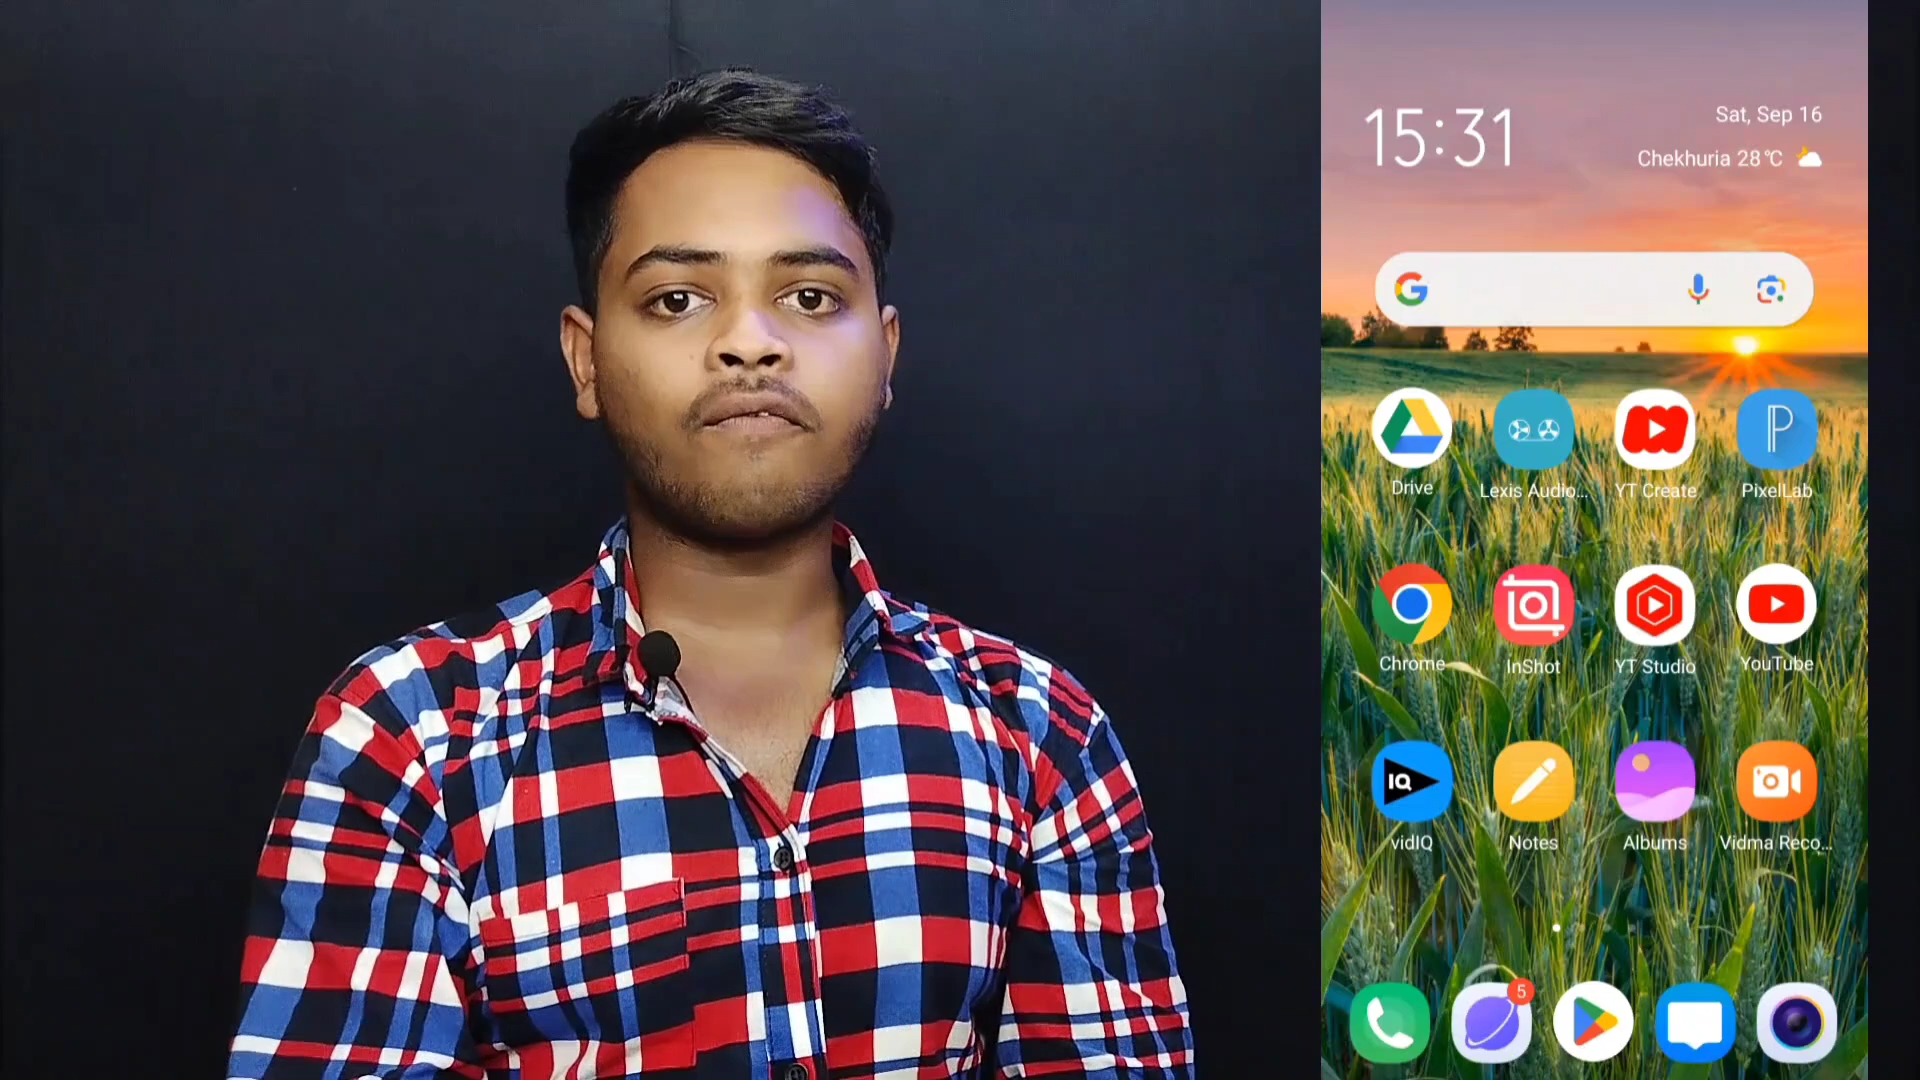 15:31
Sat, Sep 16
Chekhuria 28℃
Drive
Lexis Audio...
YT Create
PixelLab
Chrome
InShot
YT Studio
YouTube
IQ
vidIQ
Notes
Albums
Vidma Reco...
5